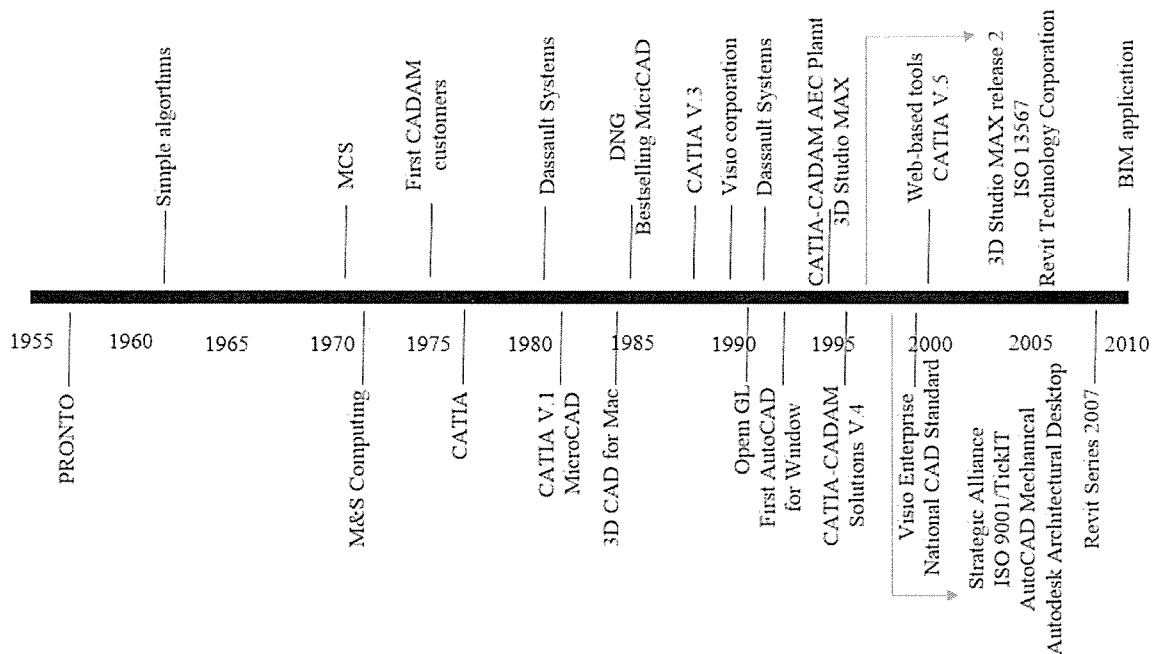 Simple algorthms
MCS
First CADAM
customers
Dassault Systems
DNG
Bestselling MiciCAD
CATIA V.3
Visio corporation
Dassault Systems
CATIA-CADAM AEC Plamt
3D Studio MAX
Web-based tools
CATIA V.5
3D Studio MAX release 2
ISO 13567
Revit Technology Corporation
BIM application
1955
1960
1965
1970
1975
1980
1985
1990
1995
2000
2005
2010
PRONTO
M&S Computing
CATIA
CATIA V.1
MicroCAD
3D CAD for Mac
Opem GL
First AutoCAD
for Window
CATIA-CADAM
Solutions V.4
Visio Enterprise
National CAD Standard
Strategic Alliance
ISO 9001/TickIT
AutoCAD Mechanical
Autodesk Architectural Desktop
Revit Series 2007